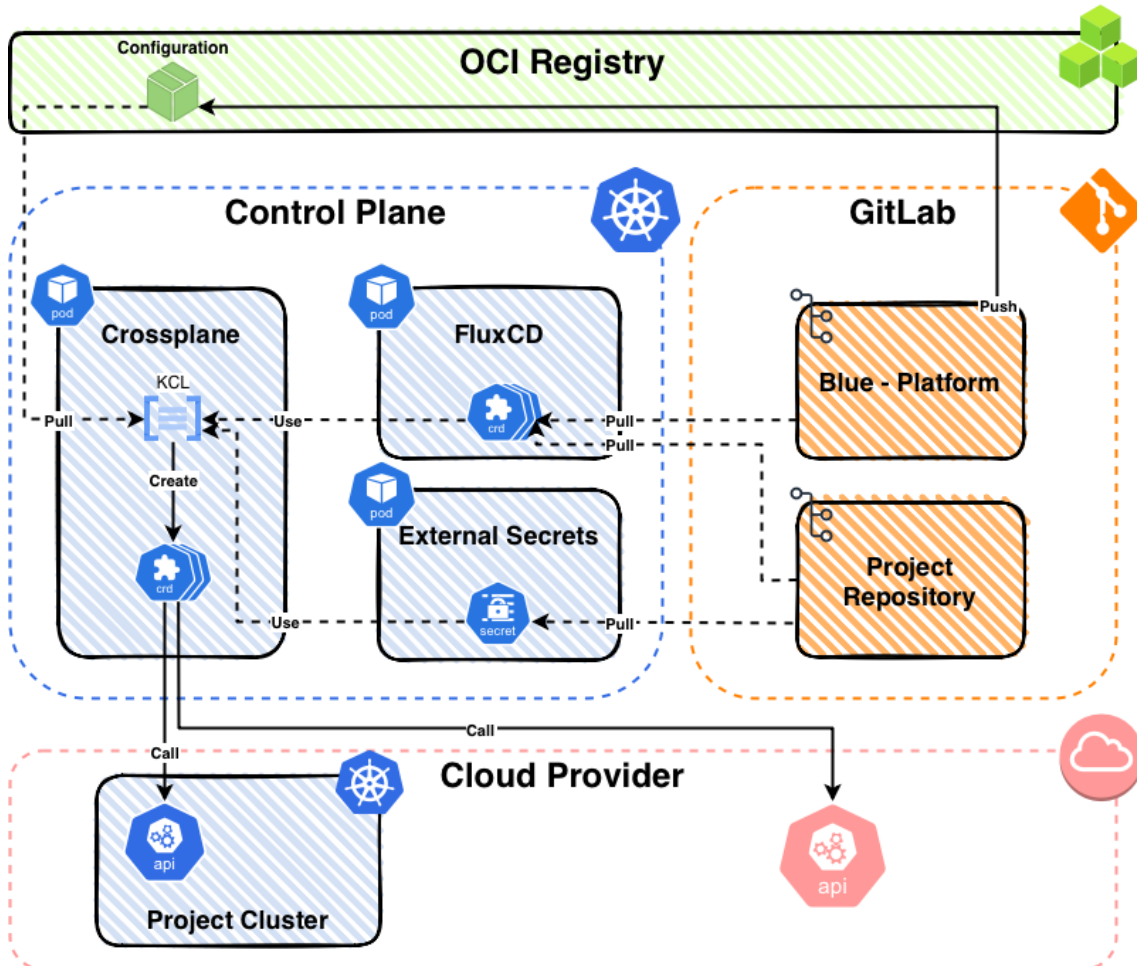 Configuration
OCI Registry
Control Plane
GitLab
pod
Crossplane
pod
FluxCD
Push
Blue - Platform
KCL
Pull
Use
crd
Pull
Pull
Create
pod
External Secrets
crd
Project
Repository
Use
secret
Pull
Call
Call
Cloud Provider
api
Project Cluster
api